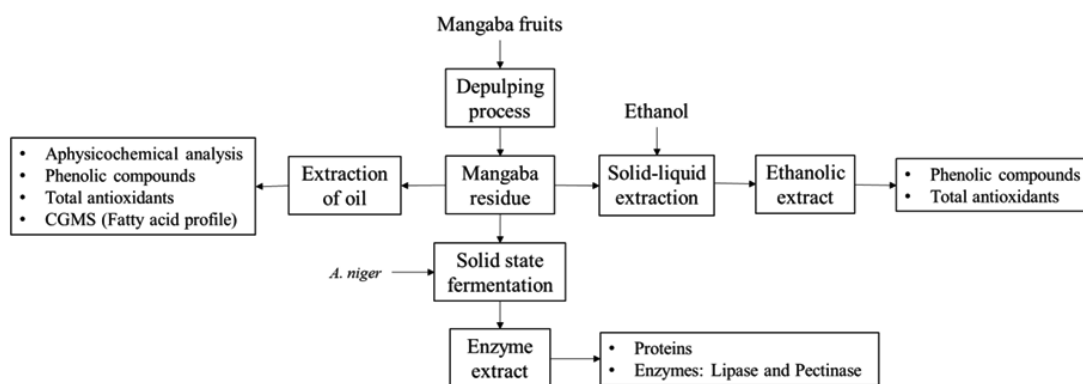 Mangaba fruits
Depulping
process
Ethanol
• Aphysicochemical analysis
• Phenolic compounds
• Total antioxidants
• CGMS (Fatty acid profile)
Extraction
of oil
Mangaba
residue
Solid-liquid
extraction
Ethanolic
extract
• Phenolic compounds
• Total antioxidants
A. niger
Solid state
fermentation
Enzyme
extract
• Proteins
• Enzymes: Lipase and Pectinase